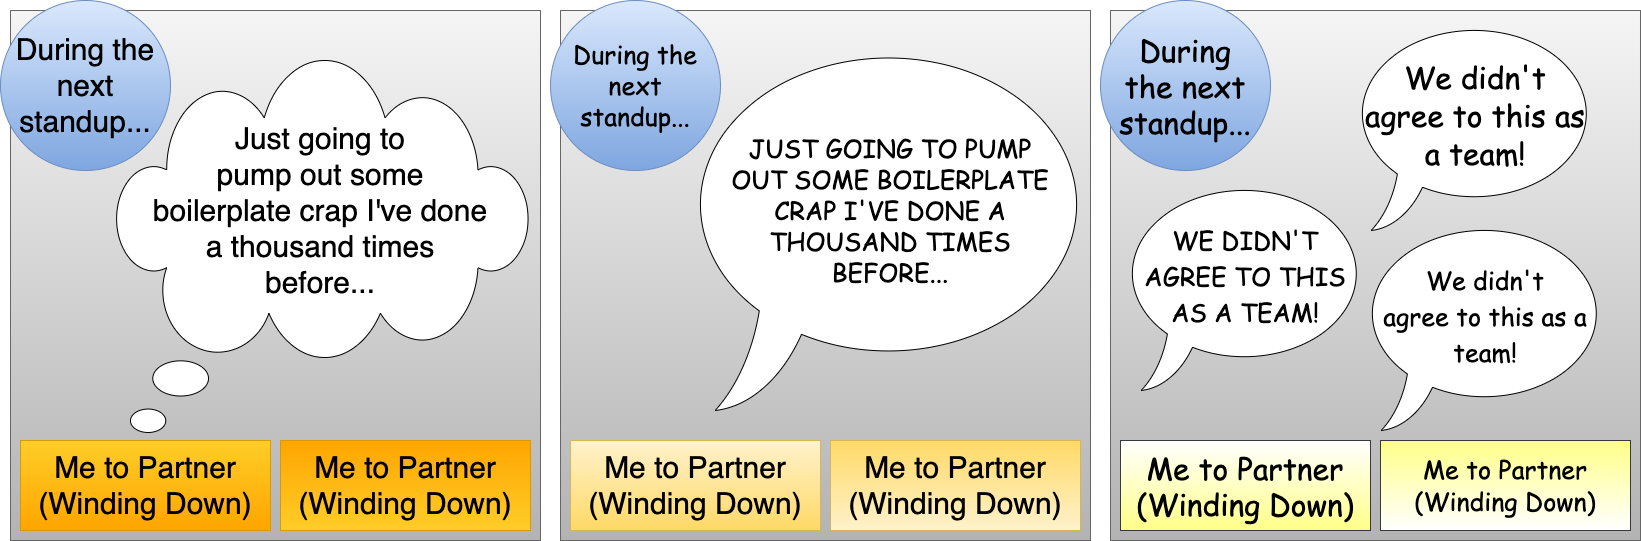 During the
next
standup...
Just going to
pump out some
boilerplate crap I've done
a thousand times
before...
Me to Partner
(Winding Down)
Me to Partner
(Winding Down)
During the
next
standup...
JUST GOING TO PUMP
OUT SOME BOILERPLATE
CRAP I'VE DONE A
THOUSAND TIMES
BEFORE...
Me to Partner
(Winding Down)
Me to Partner
(Winding Down)
During
the next
standup...
We didn't
agree to this as
a team!
WE DIDN'T
AGREE TO THIS
AS A TEAM!
We didn't
agree to this as a
team!
Me to Partner
(Winding Down)
Me to Partner
(Winding Down)